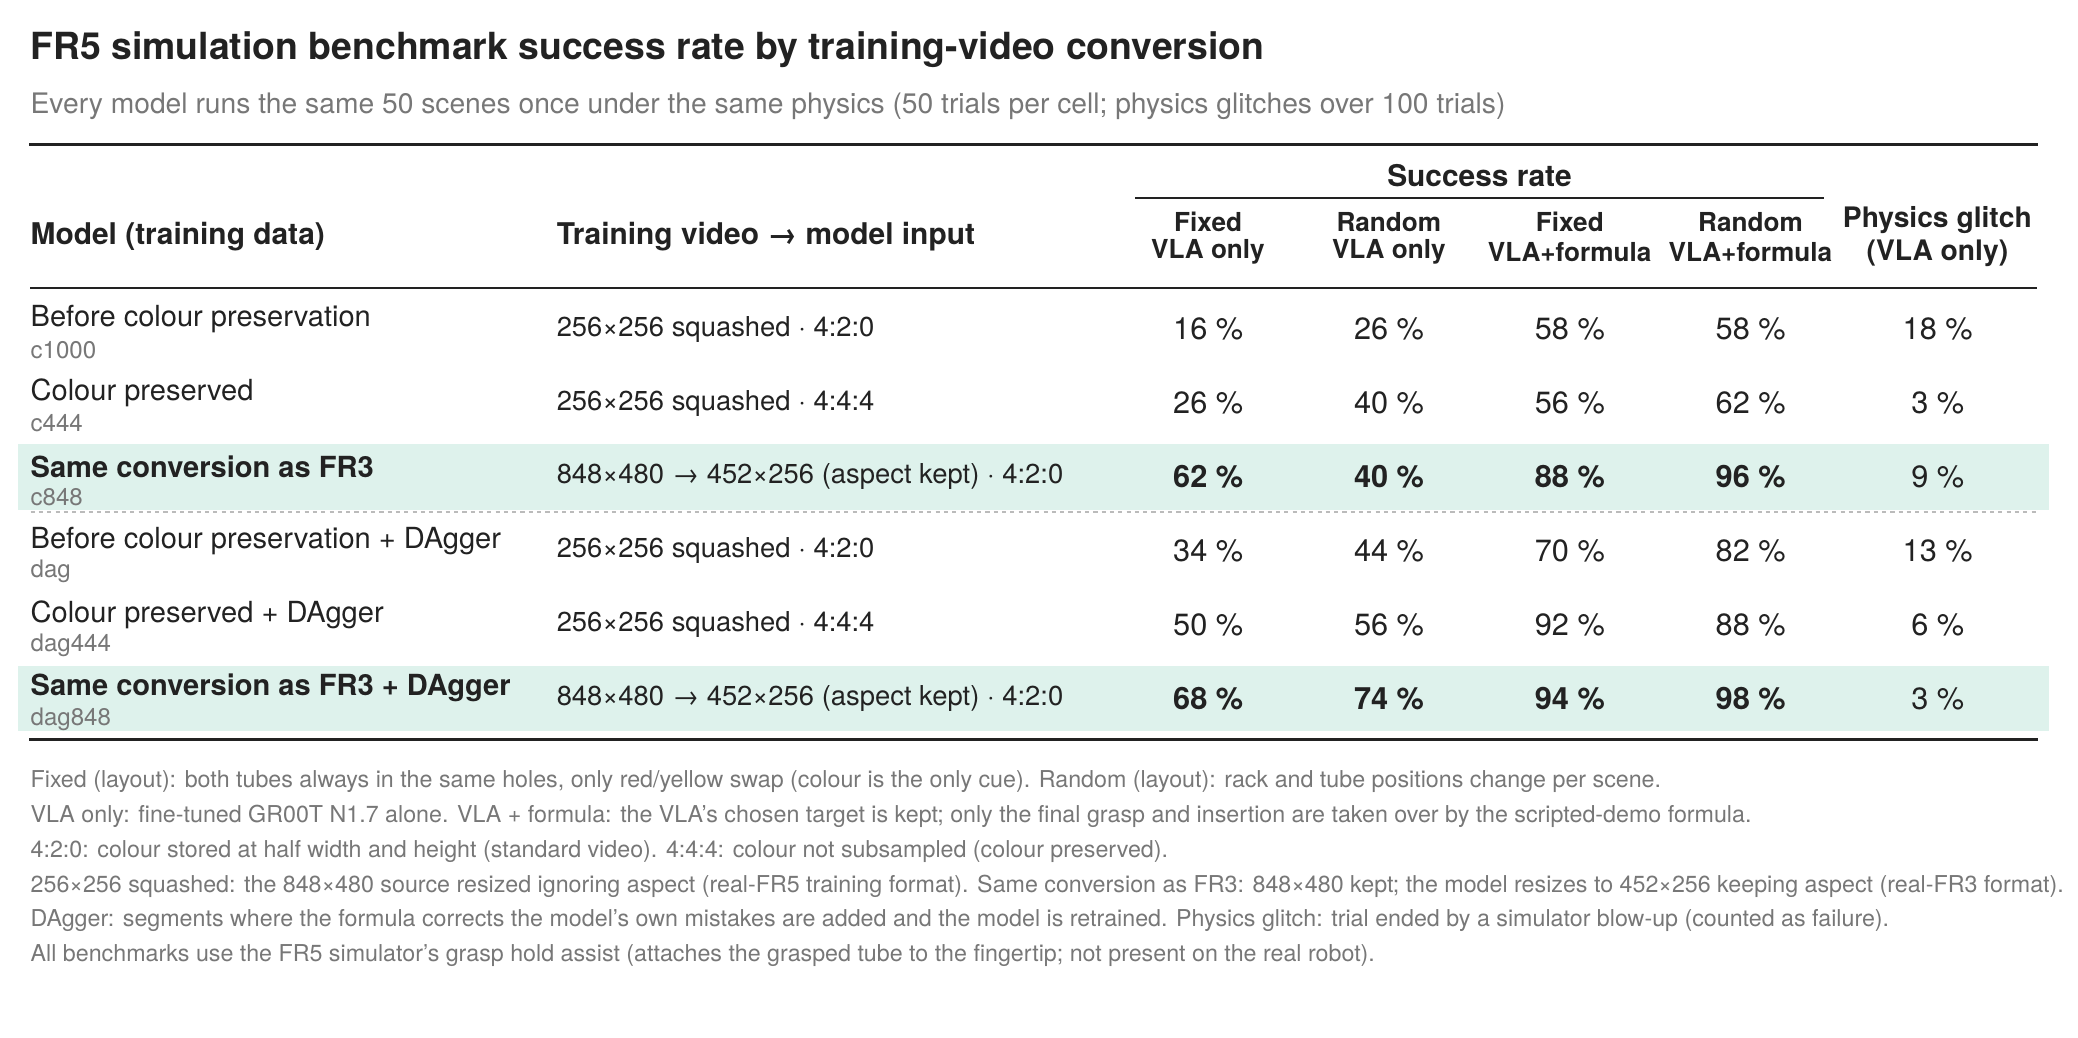 FR5 simulation benchmark success rate by training-video conversion
Every model runs the same 50 scenes once under the same physics (50 trials per cell; physics glitches over 100 trials)
Success rate
Model (training data) Training video → model input Fixed VLA only Random VLA only Fixed VLA+formula Random VLA+formula Physics glitch (VLA only)
Before colour preservation 256×256 squashed · 4:2:0 16 % 26 % 58 % 58 % 18 %
c1000
Colour preserved 256×256 squashed · 4:4:4 26 % 40 % 56 % 62 % 3 %
c444
Same conversion as FR3 848×480 → 452×256 (aspect kept) · 4:2:0 62 % 40 % 88 % 96 % 9 %
c848
Before colour preservation + DAgger 256×256 squashed · 4:2:0 34 % 44 % 70 % 82 % 13 %
dag
Colour preserved + DAgger 256×256 squashed · 4:4:4 50 % 56 % 92 % 88 % 6 %
dag444
Same conversion as FR3 + DAgger 848×480 → 452×256 (aspect kept) · 4:2:0 68 % 74 % 94 % 98 % 3 %
dag848
Fixed (layout): both tubes always in the same holes, only red/yellow swap (colour is the only cue). Random (layout): rack and tube positions change per scene.
VLA only: fine-tuned GR00T N1.7 alone. VLA + formula: the VLA’s chosen target is kept; only the final grasp and insertion are taken over by the scripted-demo formula.
4:2:0: colour stored at half width and height (standard video). 4:4:4: colour not subsampled (colour preserved).
256×256 squashed: the 848×480 source resized ignoring aspect (real-FR5 training format). Same conversion as FR3: 848×480 kept; the model resizes to 452×256 keeping aspect (real-FR3 format).
DAgger: segments where the formula corrects the model’s own mistakes are added and the model is retrained. Physics glitch: trial ended by a simulator blow-up (counted as failure).
All benchmarks use the FR5 simulator’s grasp hold assist (attaches the grasped tube to the fingertip; not present on the real robot).